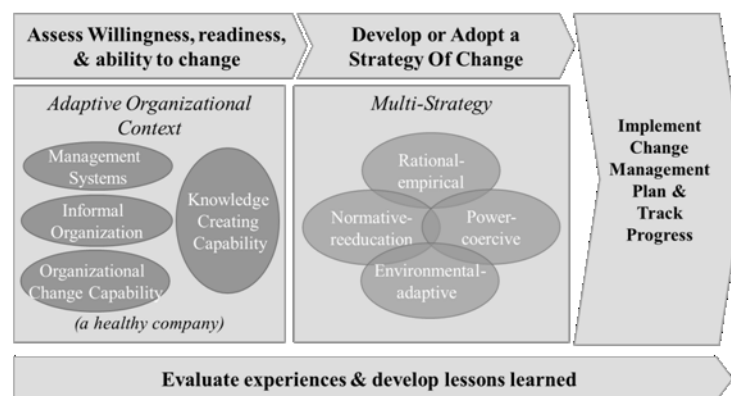 Assess Willingness, readiness,
& ability to change
Develop or Adopt a
Strategy Of Change
Adaptive Organizational
Context
Management
Systems
Informal
Organization
Organizational
Change Capability
Knowledge
Creating
Capability
(a healthy company)
Multi-Strategy
Rational-
empirical
Normative-
reeducation
Power-
coercive
Environmental-
adaptive
Implement
Change
Management
Plan &
Track
Progress
Evaluate experiences & develop lessons learned